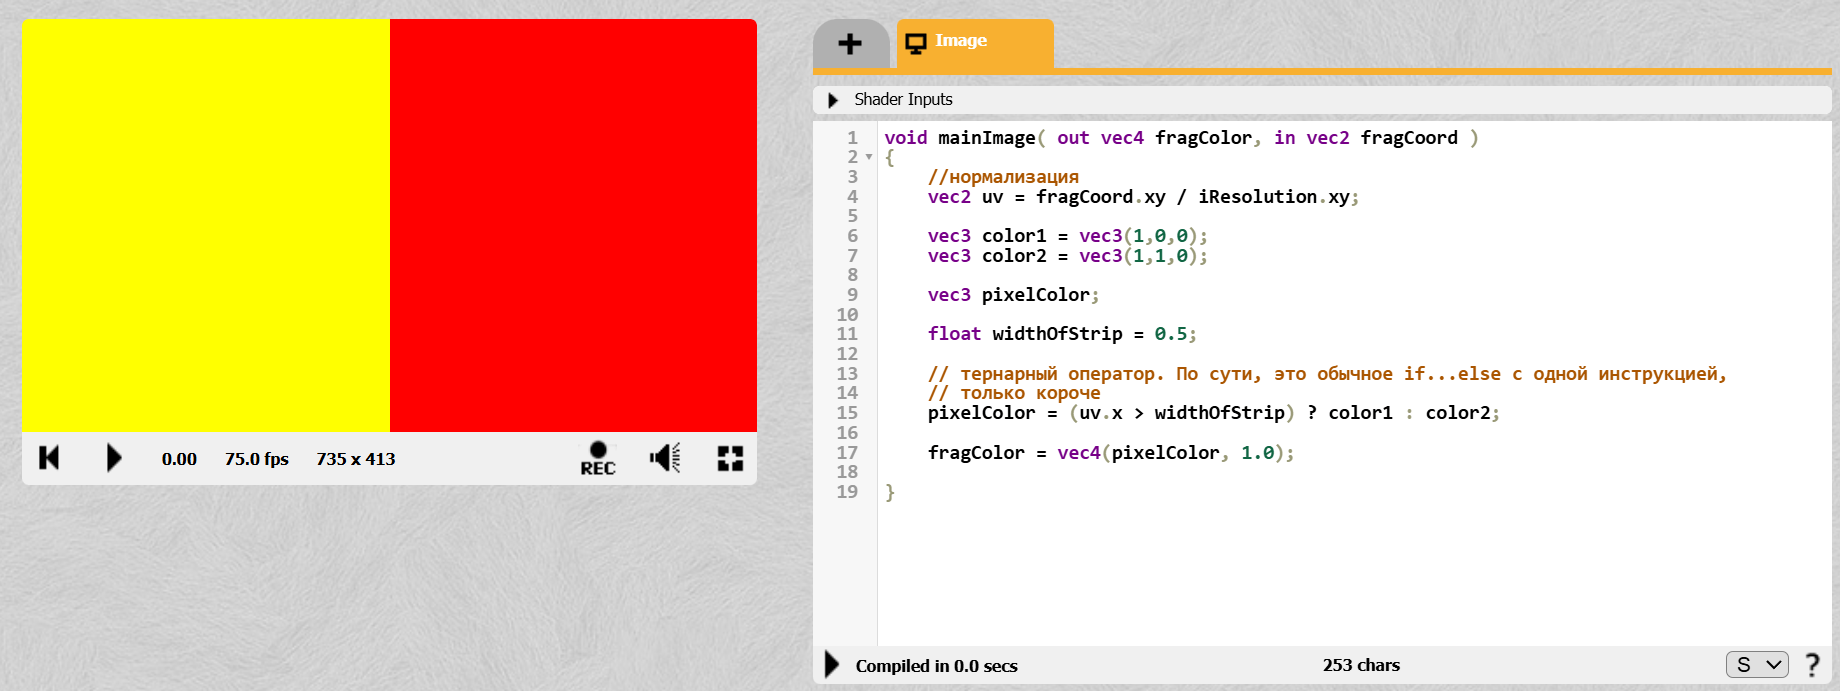 Image
Shader Inputs
1 void mainImage( out vec4 fragColor, in vec2 fragCoord )
2 {
3 //нормализация
4 vec2 uv = fragCoord.xy / iResolution.xy;
5
6 vec3 color1 = vec3(1,0,0);
7 vec3 color2 = vec3(1,1,0);
8
9 vec3 pixelColor;
10
11 float widthOfStrip = 0.5;
12
13 // тернарный оператор. По сути, это обычное if...else с одной инструкцией,
14 // только короче
15 pixelColor = (uv.x > widthOfStrip) ? color1 : color2;
16
17 fragColor = vec4(pixelColor, 1.0);
18
19 }
0.00 75.0 fps 735 x 413 REC
Compiled in 0.0 secs 253 chars S ?